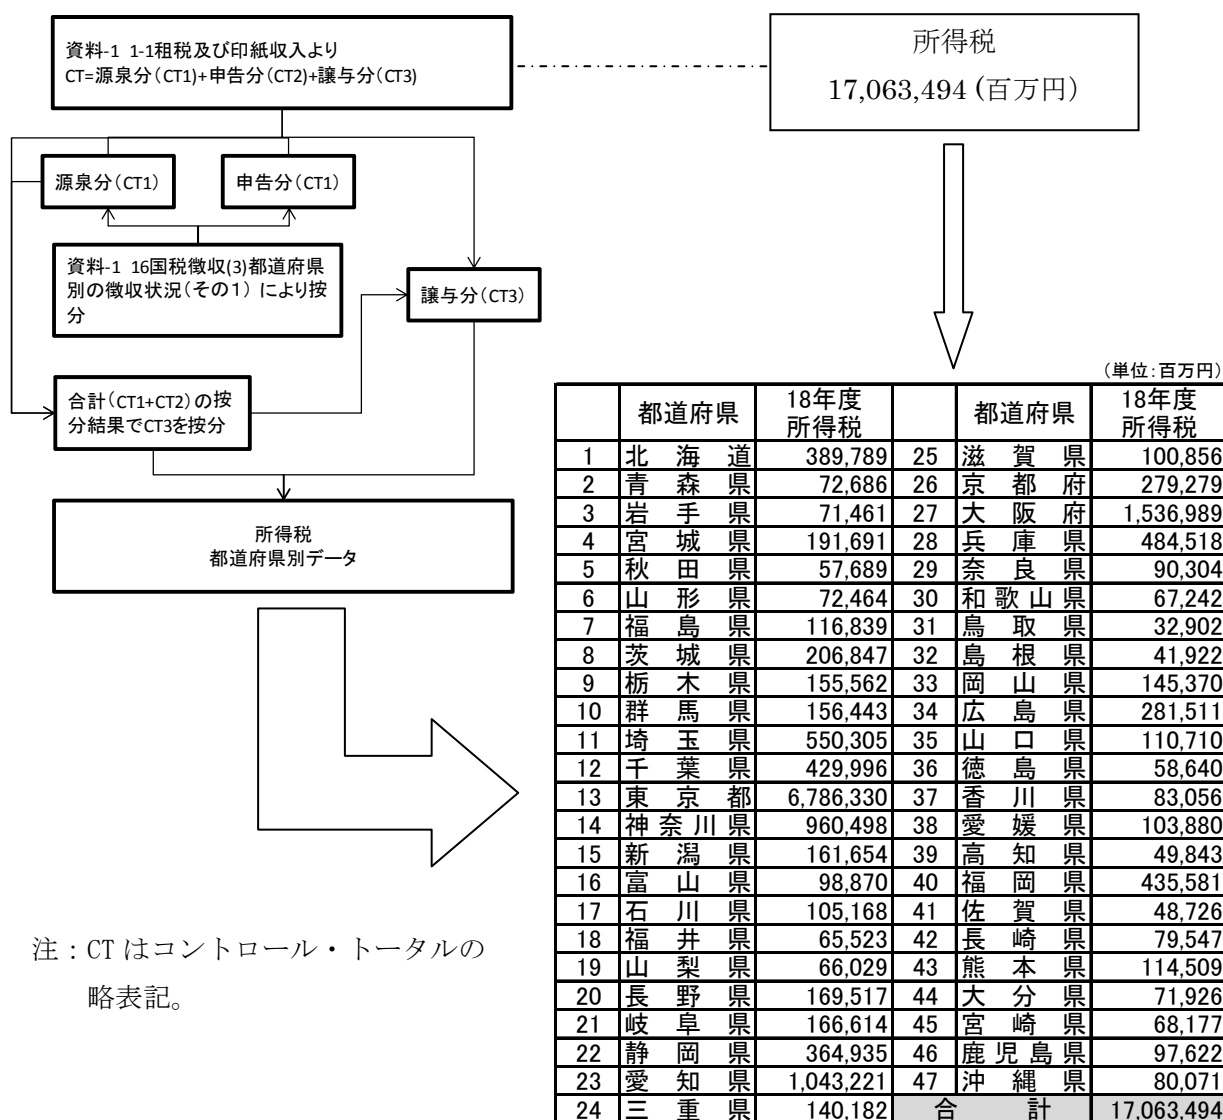 資料-1 1-1租税及び印紙収入より
CT=源泉分(CT1)+申告分(CT2)+譲与分(CT3)
所得税
17,063,494 (百万円)
源泉分(CT1)
申告分(CT1)
資料-1 16国税徴収(3)都道府県
別の徴収状況(その1) により按
分
譲与分(CT3)
合計(CT1+CT2)の按
分結果でCT3を按分
所得税
都道府県別データ
(単位:百万円)
都道府県 18年度 都道府県 18年度
所得税 所得税
1 北海道 389,789 25 滋賀県 100,856
2 青森県 72,686 26 京都府 279,279
3 岩手県 71,461 27 大阪府 1,536,989
4 宮城県 191,691 28 兵庫県 484,518
5 秋田県 57,689 29 奈良県 90,304
6 山形県 72,464 30 和歌山県 67,242
7 福島県 116,839 31 鳥取県 32,902
8 茨城県 206,847 32 島根県 41,922
9 栃木県 155,562 33 岡山県 145,370
10 群馬県 156,443 34 広島県 281,511
11 埼玉県 550,305 35 山口県 110,710
12 千葉県 429,996 36 徳島県 58,640
13 東京都 6,786,330 37 香川県 83,056
14 神奈川県 960,498 38 愛媛県 103,880
15 新潟県 161,654 39 高知県 49,843
16 富山県 98,870 40 福岡県 435,581
17 石川県 105,168 41 佐賀県 48,726
18 福井県 65,523 42 長崎県 79,547
19 山梨県 66,029 43 熊本県 114,509
20 長野県 169,517 44 大分県 71,926
21 岐阜県 166,614 45 宮崎県 68,177
22 静岡県 364,935 46 鹿児島県 97,622
23 愛知県 1,043,221 47 沖縄県 80,071
24 三重県 140,182 合計 17,063,494
注：CT はコントロール・トータルの
略表記。